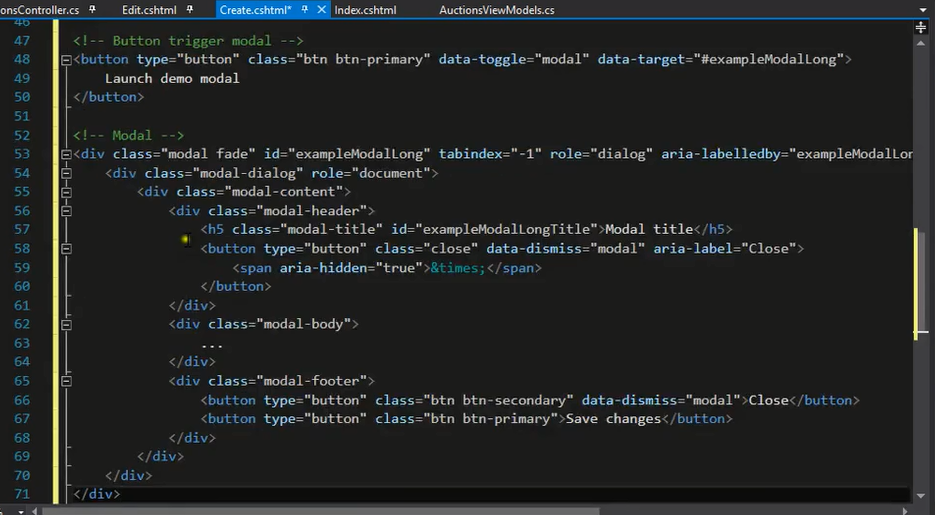 onsController.cs Edit.cshtml Create.cshtml* Index.cshtml AuctionsViewModels.cs
46
47 <!-- Button trigger modal -->
48 <button type="button" class="btn btn-primary" data-toggle="modal" data-target="#exampleModalLong">
49 Launch demo modal
50 </button>
51
52 <!-- Modal -->
53 <div class="modal fade" id="exampleModalLong" tabindex="-1" role="dialog" aria-labelledby="exampleModalLon
54 <div class="modal-dialog" role="document">
55 <div class="modal-content">
56 <div class="modal-header">
57 <h5 class="modal-title" id="exampleModalLongTitle">Modal title</h5>
58 <button type="button" class="close" data-dismiss="modal" aria-label="Close">
59 <span aria-hidden="true">&times;</span>
60 </button>
61 </div>
62 <div class="modal-body">
63 ...
64 </div>
65 <div class="modal-footer">
66 <button type="button" class="btn btn-secondary" data-dismiss="modal">Close</button>
67 <button type="button" class="btn btn-primary">Save changes</button>
68 </div>
69 </div>
70 </div>
71 </div>